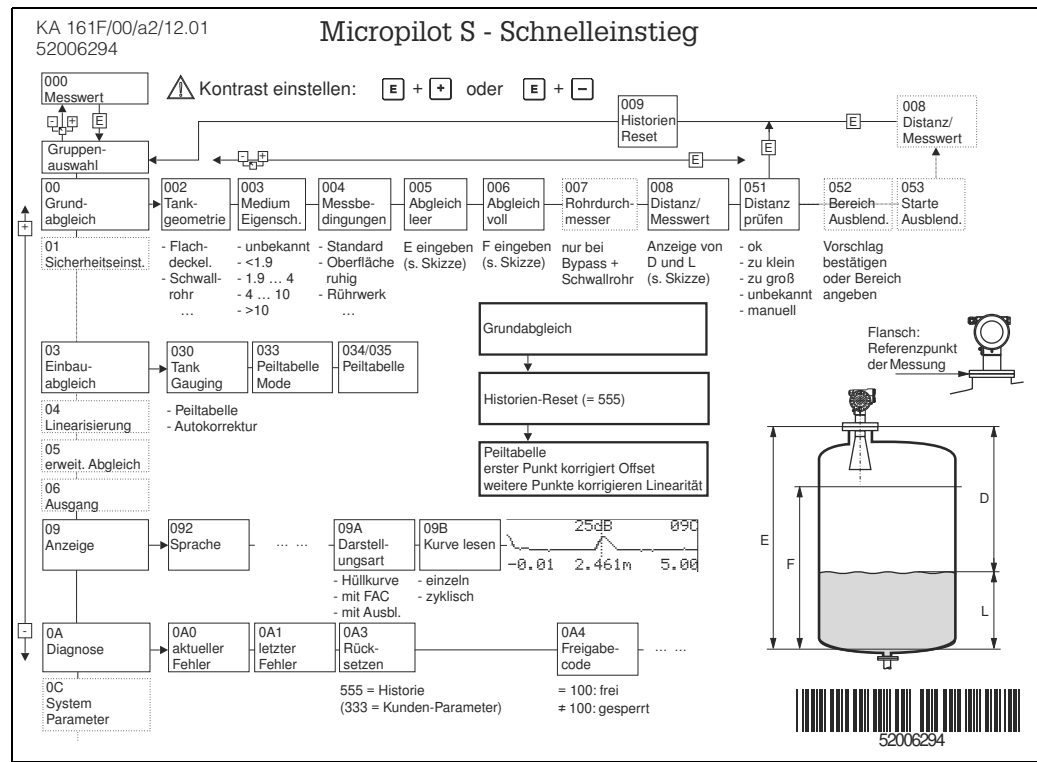 KA 161F/00/a2/12.01
52006294
Micropilot S - Schnelleinstieg
000
Messwert
Kontrast einstellen: E + + oder E + −
009
Historien
Reset
008
Distanz/
Messwert
- + E
E
E
Gruppen-
auswahl
- + E
00
Grund-
abgleich
002
Tank-
geometrie
003
Medium
Eigensch.
004
Messbe-
dingungen
005
Abgleich
leer
006
Abgleich
voll
007
Rohrdurch-
messer
008
Distanz/
Messwert
051
Distanz
prüfen
052
Bereich
Ausblend.
053
Starte
Ausblend.
+
01
Sicherheitseinst.
- Flach-
deckel.
- Schwall-
rohr
...
- unbekannt
- <1.9
- 1.9 ... 4
- 4 ... 10
- >10
- Standard
- Oberfläche
ruhig
- Rührwerk
...
E eingeben
(s. Skizze)
F eingeben
(s. Skizze)
nur bei
Bypass +
Schwallrohr
Anzeige von
D und L
(s. Skizze)
- ok
- zu klein
- zu groß
- unbekannt
- manuell
Vorschlag
bestätigen
oder Bereich
angeben
Grundabgleich
Historien-Reset (= 555)
Peiltabelle
erster Punkt korrigiert Offset
weitere Punkte korrigieren Linearität
Flansch:
Referenzpunkt
der Messung
03
Einbau-
abgleich
030
Tank
Gauging
033
Peiltabelle
Mode
034/035
Peiltabelle
- Peiltabelle
- Autokorrektur
04
Linearisierung
05
erweit. Abgleich
06
Ausgang
09
Anzeige
092
Sprache
... ...
09A
Darstell-
ungsart
09B
Kurve lesen
25dB 09C
-0.01 2.461m 5.00
- Hüllkurve
- mit FAC
- mit Ausbl.
- einzeln
- zyklisch
E
F
D
L
-
0A
Diagnose
0A0
aktueller
Fehler
0A1
letzter
Fehler
0A3
Rück-
setzen
0A4
Freigabe-
code
... ...
555 = Historie
(333 = Kunden-Parameter)
= 100: frei
≠ 100: gesperrt
0C
System
Parameter
52006294